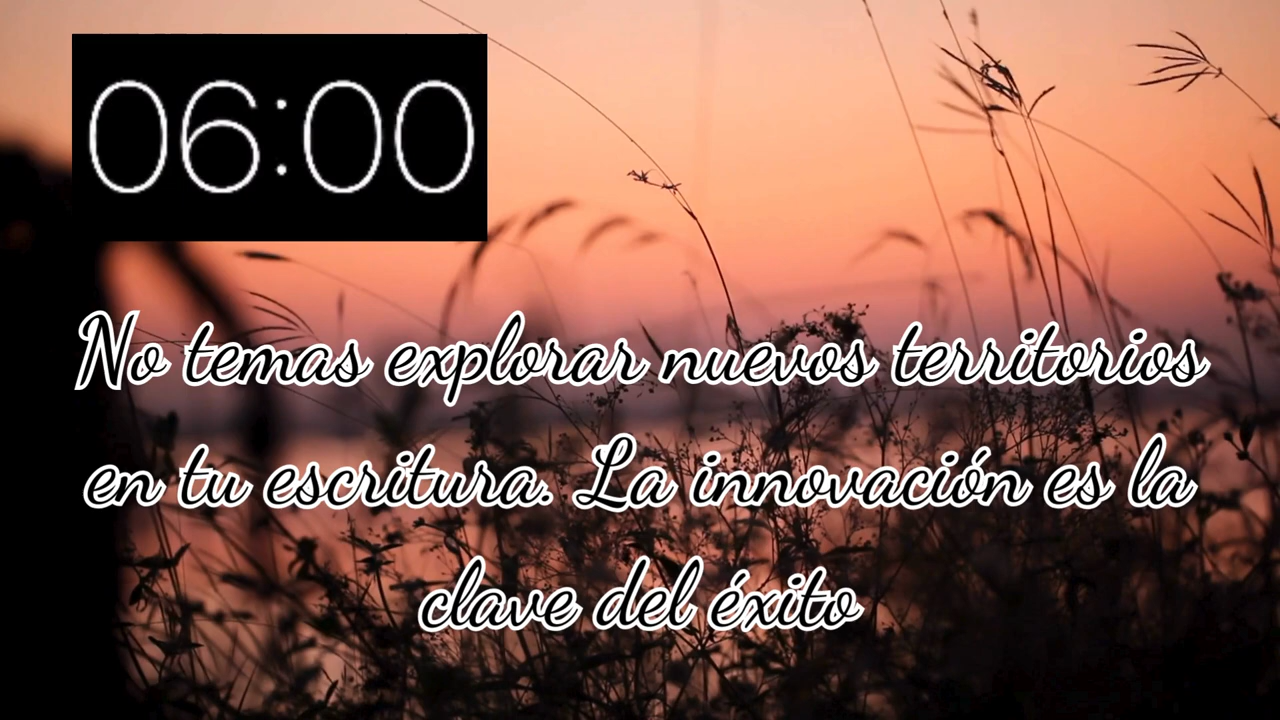 06:00
No temas explorar nuevos territorios
en tu escritura. La innovación es la
clave del éxito